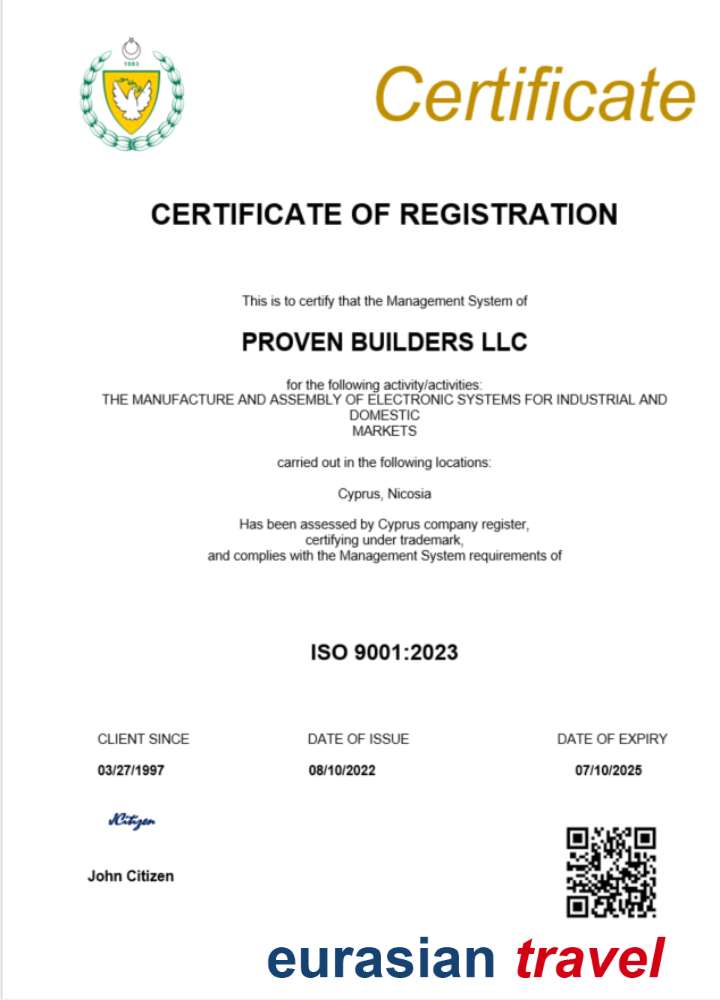 1983
Certificate
CERTIFICATE OF REGISTRATION
This is to certify that the Management System of
PROVEN BUILDERS LLC
for the following activity/activities:
THE MANUFACTURE AND ASSEMBLY OF ELECTRONIC SYSTEMS FOR INDUSTRIAL AND
DOMESTIC
MARKETS
carried out in the following locations:
Cyprus, Nicosia
Has been assessed by Cyprus company register,
certifying under trademark,
and complies with the Management System requirements of
ISO 9001:2023
CLIENT SINCE DATE OF ISSUE DATE OF EXPIRY
03/27/1997 08/10/2022 07/10/2025
JCitizen
John Citizen
eurasian travel